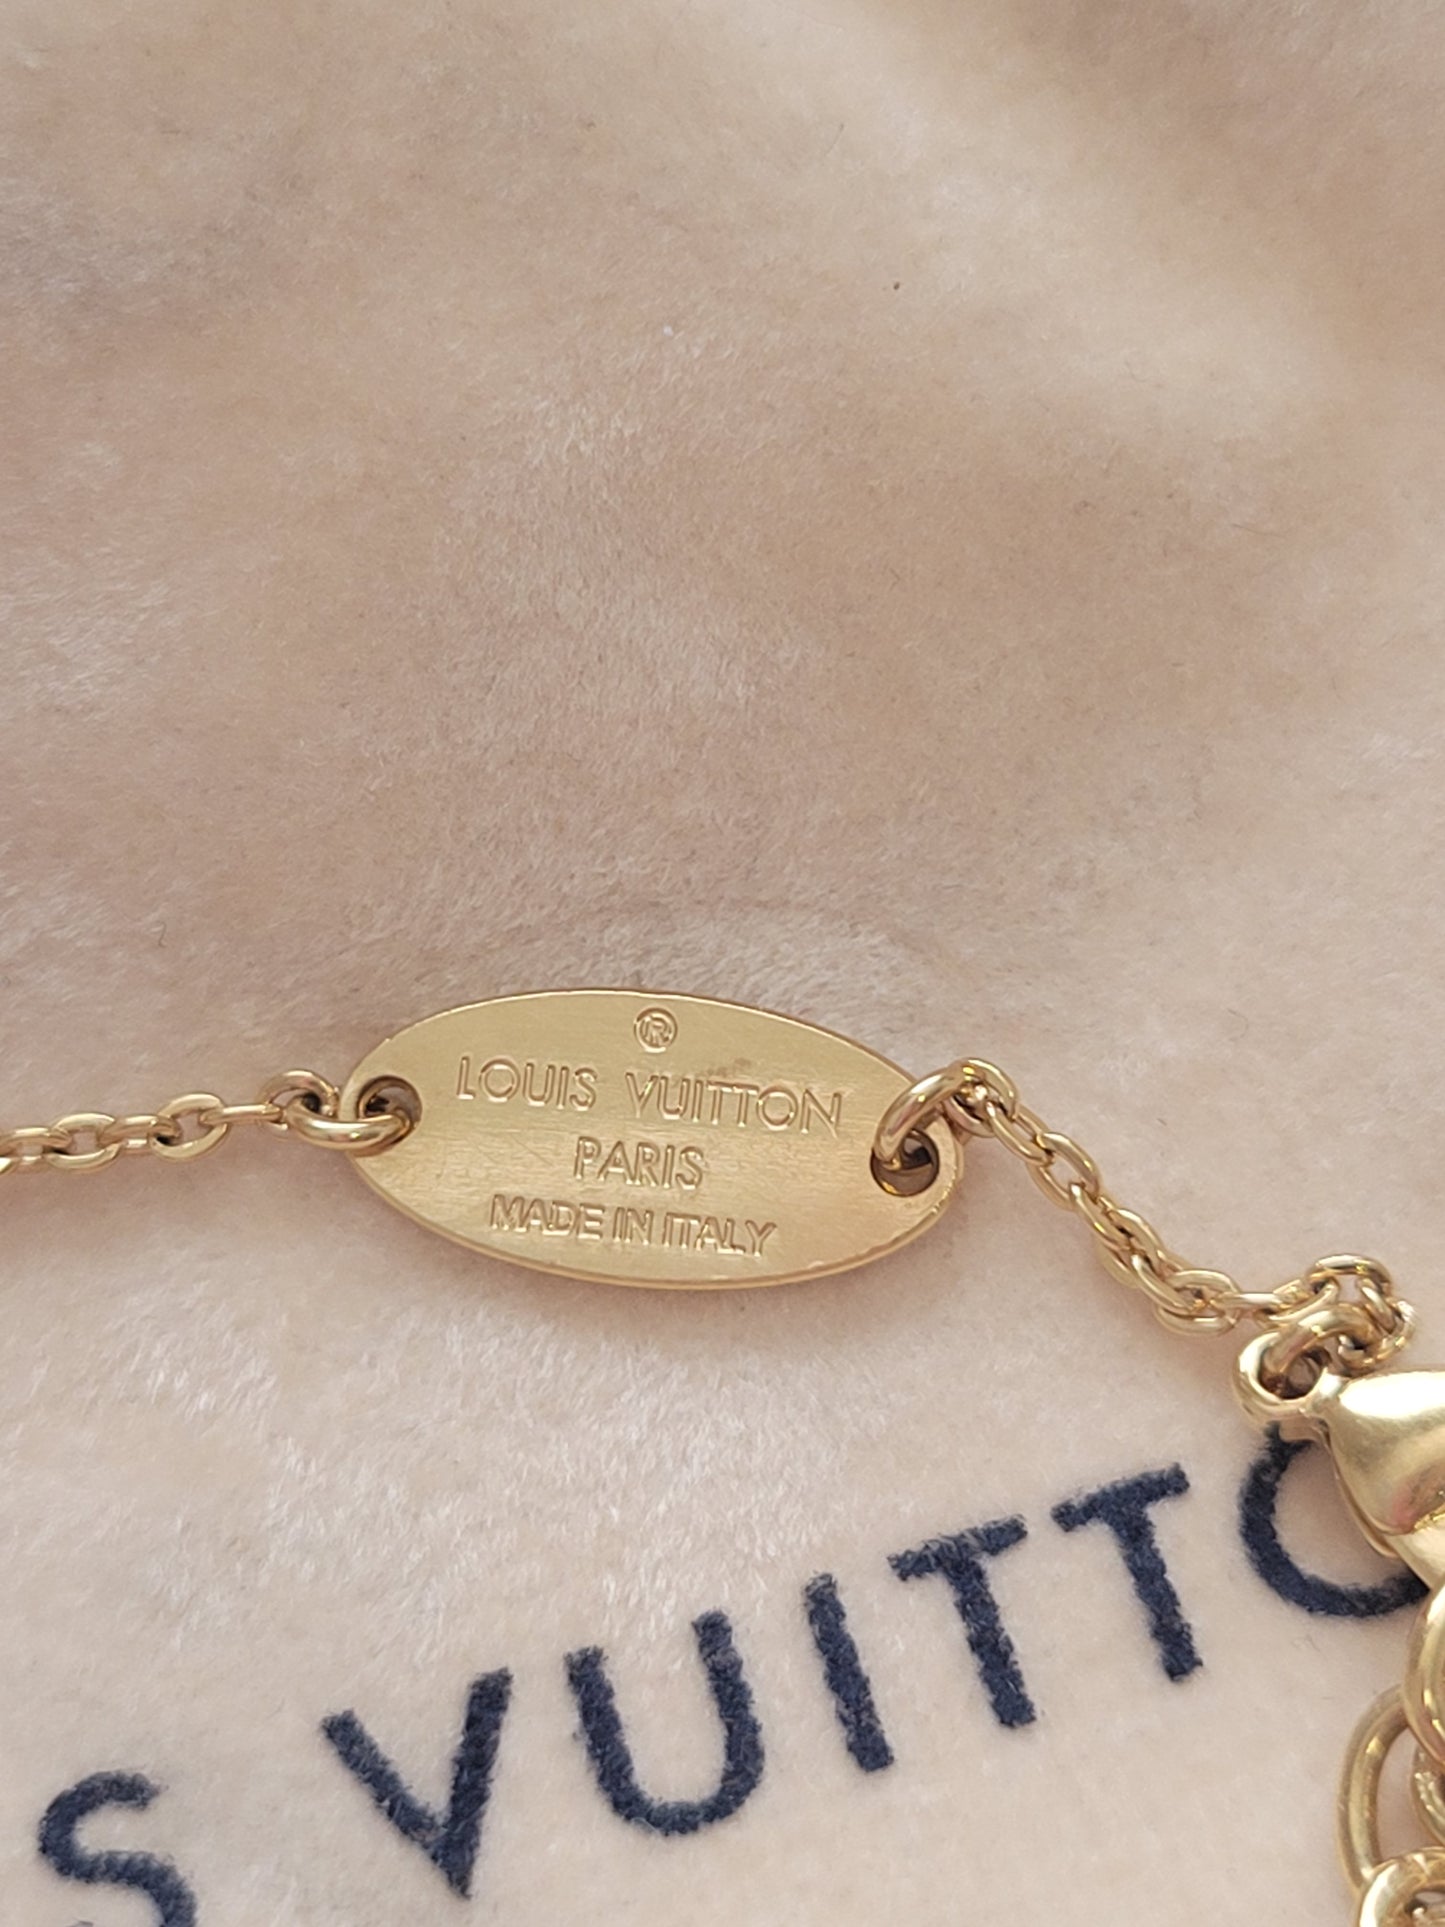 ®
LOUIS VUITTON
PARIS
MADE IN ITALY
S VUITTO